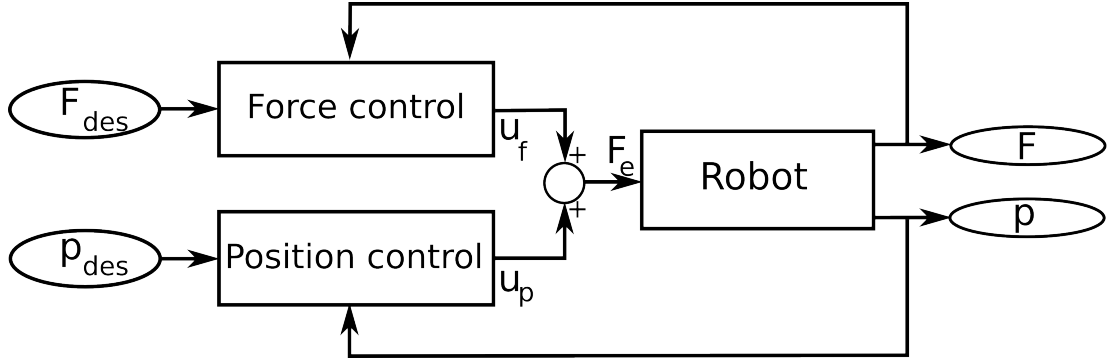 F_des
Force control
u_f
+
F_e
Robot
F
p_des
Position control
u_p
+
p